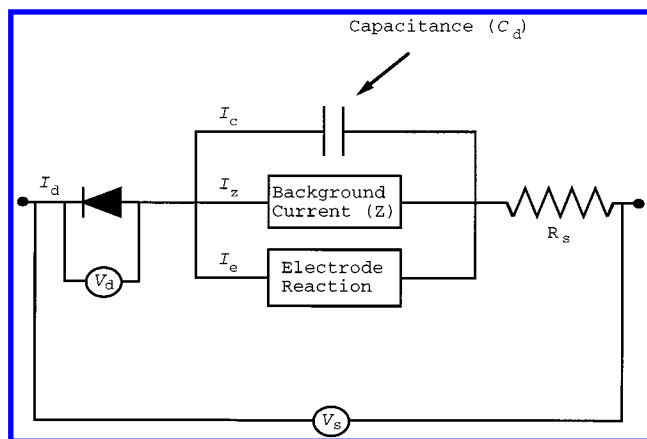 Capacitance (Cd)
Ic
Id
Iz
Background
Current (Z)
Rs
Ie
Electrode
Reaction
Vd
Vs